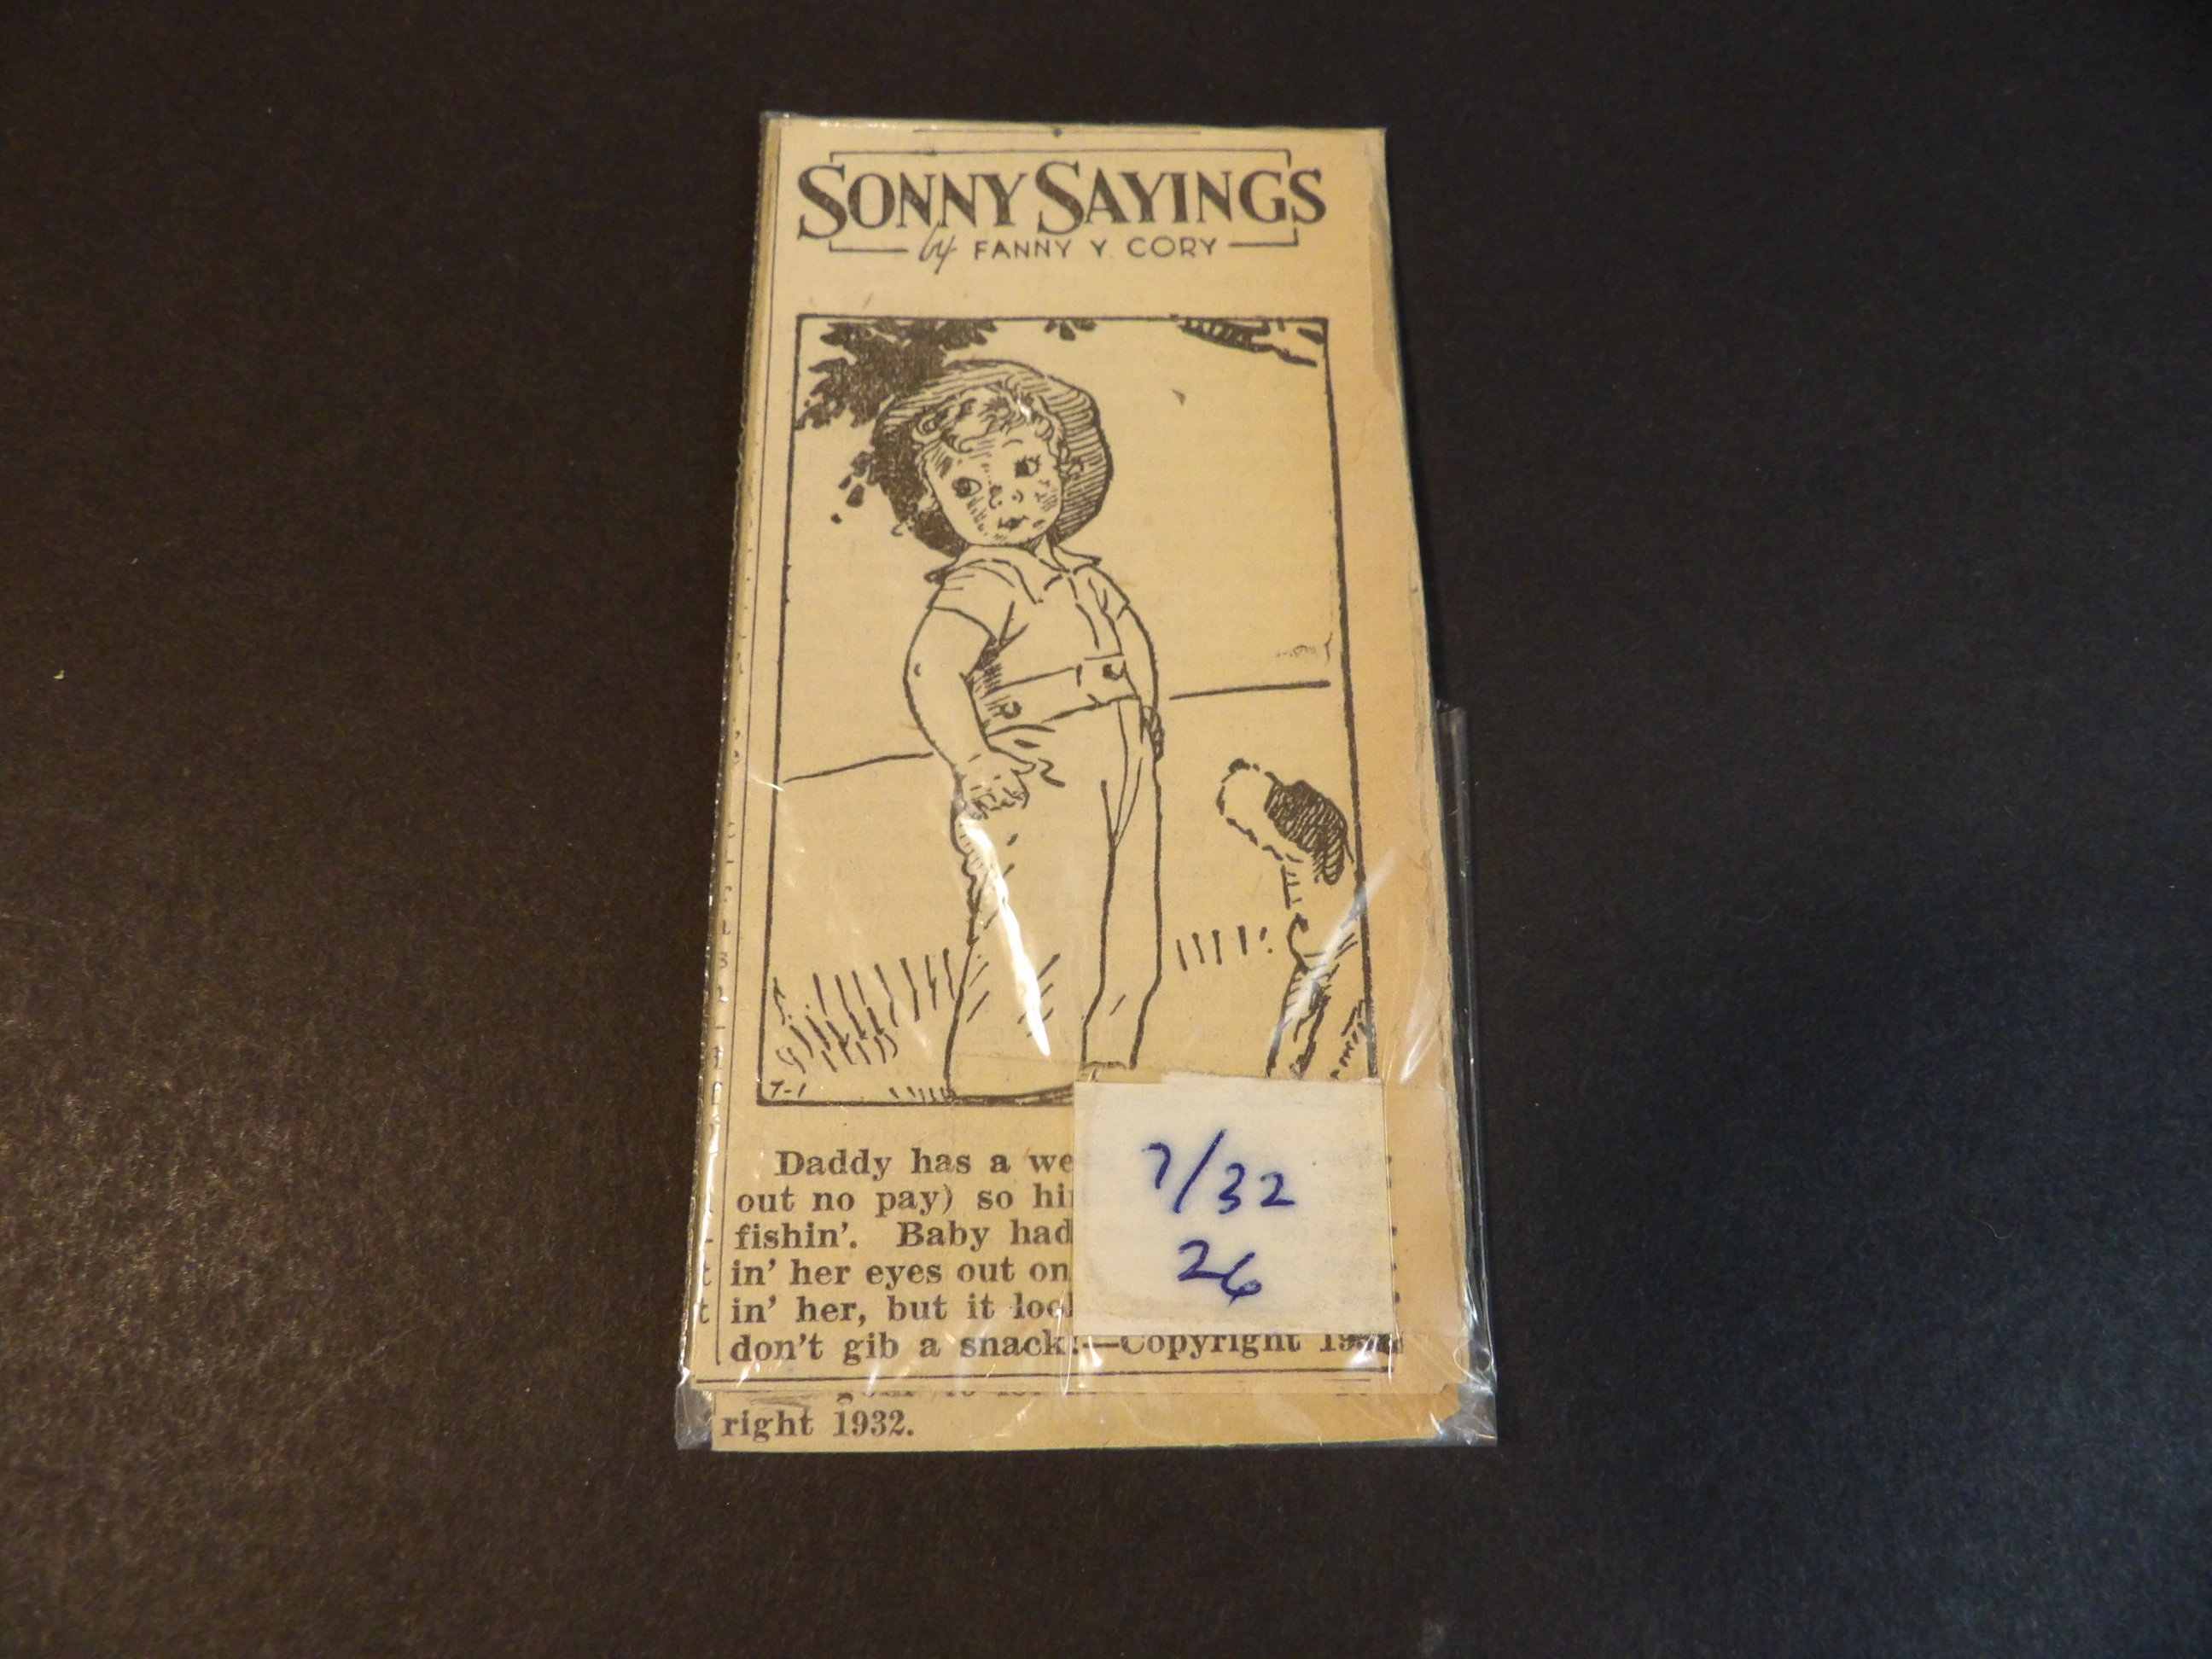 SONNY SAYINGS
by FANNY Y. CORY
7-1
Daddy has a
out no pay) so
fishin'. Baby had
in' her eyes out on
in' her, but it
don't gib a snack!—Copyright
right 1932.
7/32
26